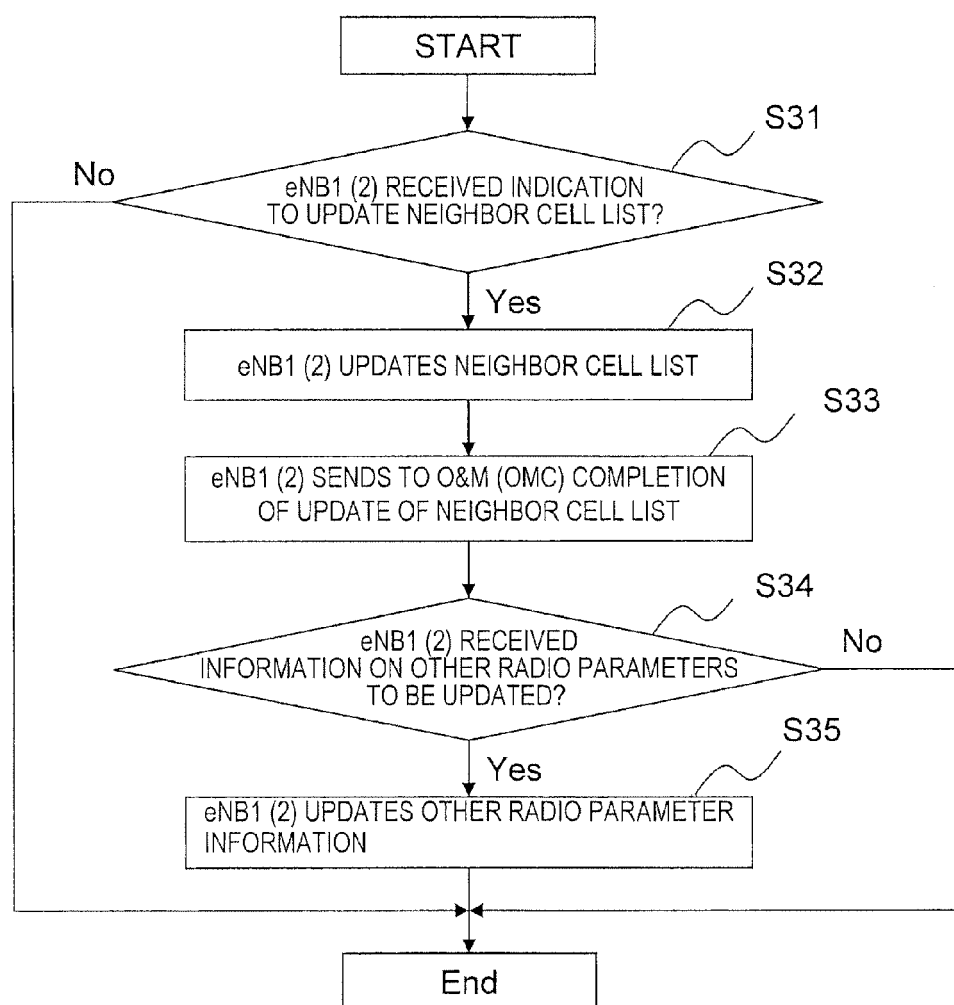 START
S31
No
eNB1 (2) RECEIVED INDICATION
TO UPDATE NEIGHBOR CELL LIST?
Yes
S32
eNB1 (2) UPDATES NEIGHBOR CELL LIST
S33
eNB1 (2) SENDS TO O&M (OMC) COMPLETION
OF UPDATE OF NEIGHBOR CELL LIST
S34
No
eNB1 (2) RECEIVED
INFORMATION ON OTHER RADIO PARAMETERS
TO BE UPDATED?
Yes
S35
eNB1 (2) UPDATES OTHER RADIO PARAMETER
INFORMATION
End